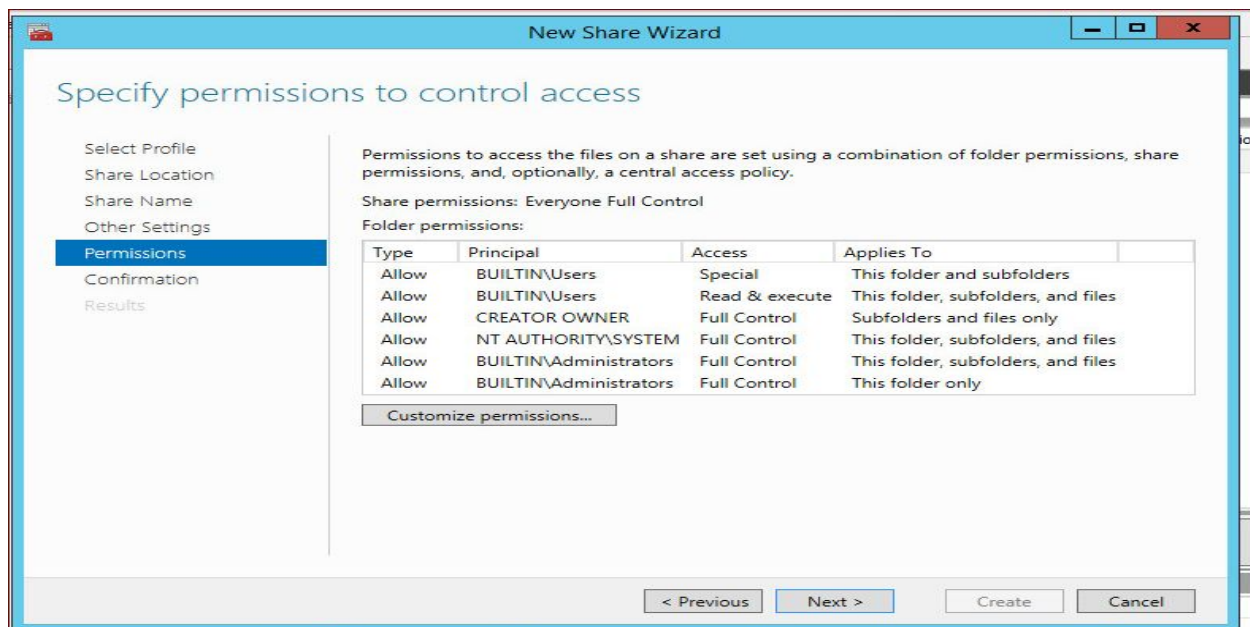 New Share Wizard
Specify permissions to control access
Select Profile
Share Location
Share Name
Other Settings
Permissions
Confirmation
Results
Permissions to access the files on a share are set using a combination of folder permissions, share
permissions, and, optionally, a central access policy.
Share permissions: Everyone Full Control
Folder permissions:
Type Principal Access Applies To
Allow BUILTIN\Users Special This folder and subfolders
Allow BUILTIN\Users Read & execute This folder, subfolders, and files
Allow CREATOR OWNER Full Control Subfolders and files only
Allow NT AUTHORITY\SYSTEM Full Control This folder, subfolders, and files
Allow BUILTIN\Administrators Full Control This folder, subfolders, and files
Allow BUILTIN\Administrators Full Control This folder only
Customize permissions...
< Previous Next > Create Cancel